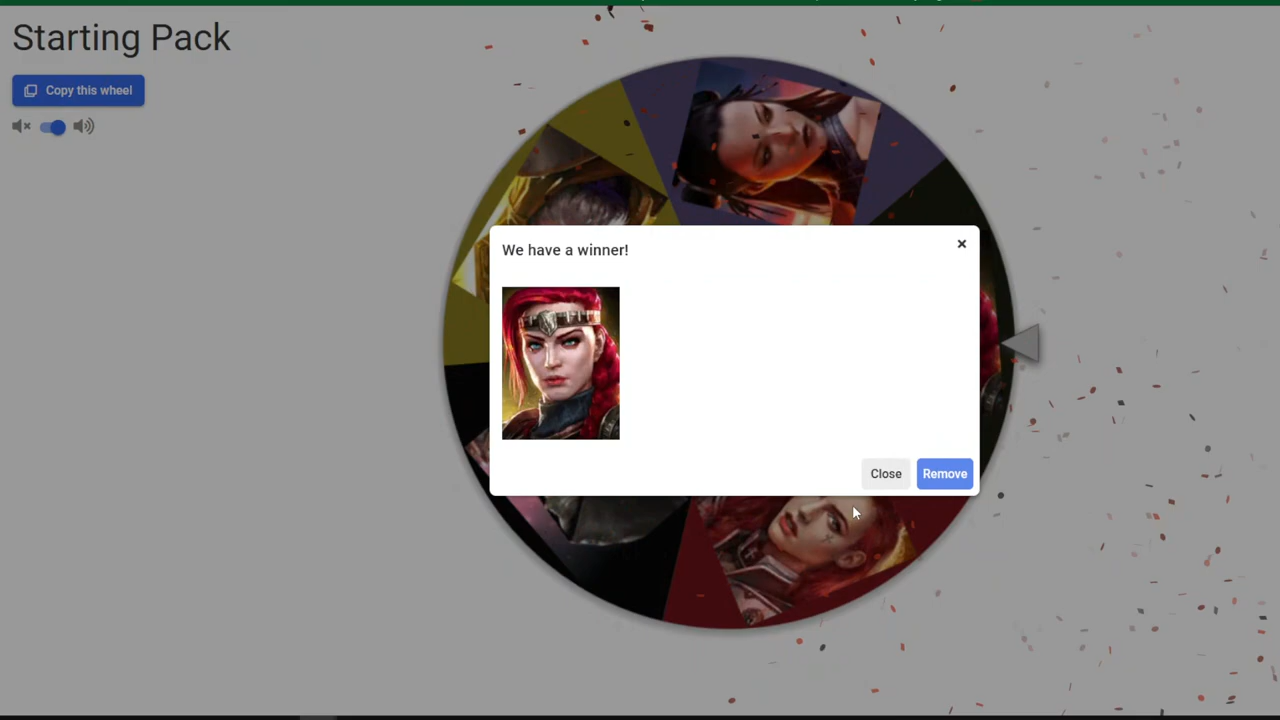 Starting Pack
Copy this wheel
We have a winner!
Close
Remove